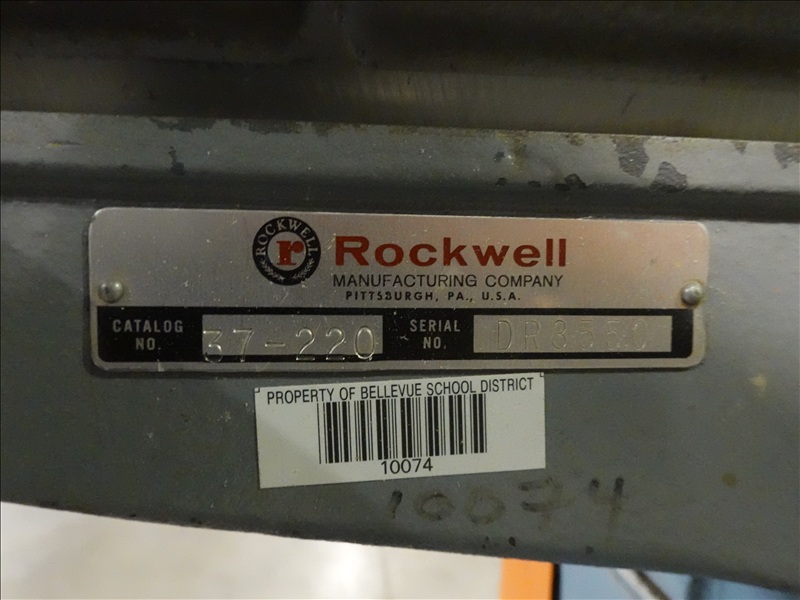 ROCKWELL
r
Rockwell
MANUFACTURING COMPANY
PITTSBURGH, PA., U.S.A.
CATALOG NO. 37-220
SERIAL NO.
PROPERTY OF BELLEVUE SCHOOL DISTRICT
10074
10074